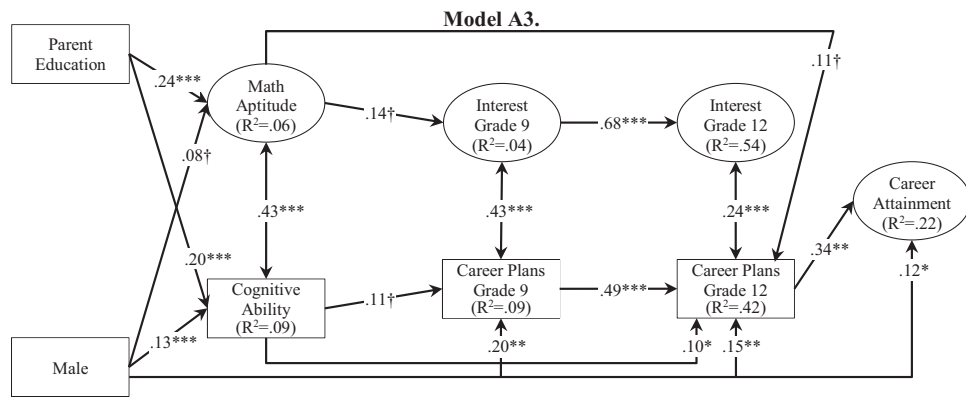 Model A3.
Parent
Education
.24***
Math
Aptitude
(R²=.06)
.14†
Interest
Grade 9
(R²=.04)
.68***
Interest
Grade 12
(R²=.54)
.11†
.08†
.43***
.43***
.24***
Career
Attainment
(R²=.22)
.20***
Cognitive
Ability
(R²=.09)
.11†
Career Plans
Grade 9
(R²=.09)
.49***
Career Plans
Grade 12
(R²=.42)
.34**
.12*
.13***
Male
.20**
.10*
.15**